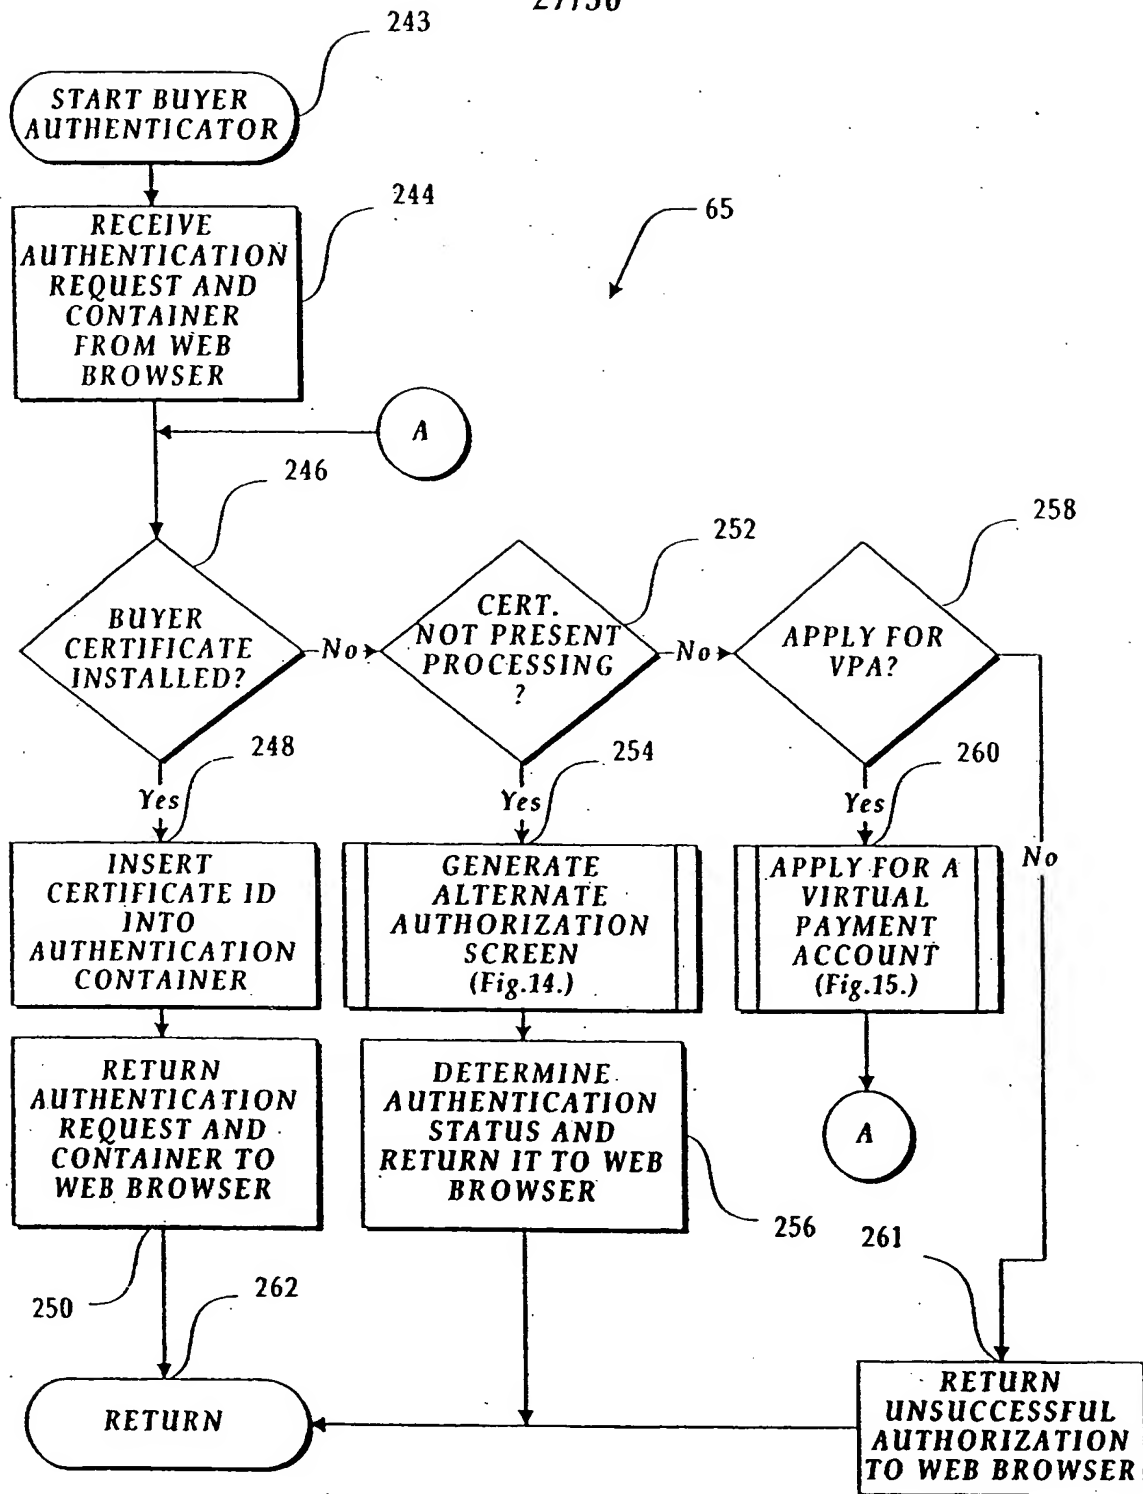 243
START BUYER
AUTHENTICATOR
244
RECEIVE
AUTHENTICATION
REQUEST AND
CONTAINER
FROM WEB
BROWSER
65
A
246
BUYER
CERTIFICATE
INSTALLED?
No
252
CERT.
NOT PRESENT
PROCESSING
?
No
258
APPLY FOR
VPA?
No
248
Yes
INSERT
CERTIFICATE ID
INTO
AUTHENTICATION
CONTAINER
254
Yes
GENERATE
ALTERNATE
AUTHORIZATION
SCREEN
(Fig.14.)
260
Yes
APPLY FOR A
VIRTUAL
PAYMENT
ACCOUNT
(Fig.15.)
RETURN
AUTHENTICATION
REQUEST AND
CONTAINER TO
WEB BROWSER
250
DETERMINE
AUTHENTICATION
STATUS AND
RETURN IT TO WEB
BROWSER
256
A
261
262
RETURN
RETURN
UNSUCCESSFUL
AUTHORIZATION
TO WEB BROWSER